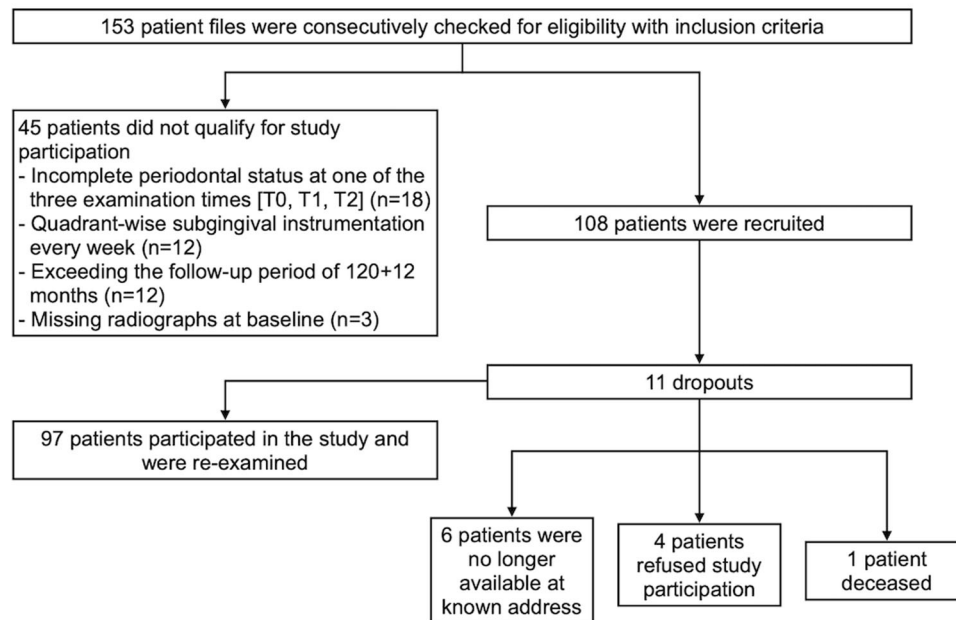 153 patient files were consecutively checked for eligibility with inclusion criteria
45 patients did not qualify for study
participation
- Incomplete periodontal status at one of the
three examination times [T0, T1, T2] (n=18)
- Quadrant-wise subgingival instrumentation
every week (n=12)
- Exceeding the follow-up period of 120+12
months (n=12)
- Missing radiographs at baseline (n=3)
108 patients were recruited
11 dropouts
97 patients participated in the study and
were re-examined
6 patients were
no longer
available at
known address
4 patients
refused study
participation
1 patient
deceased